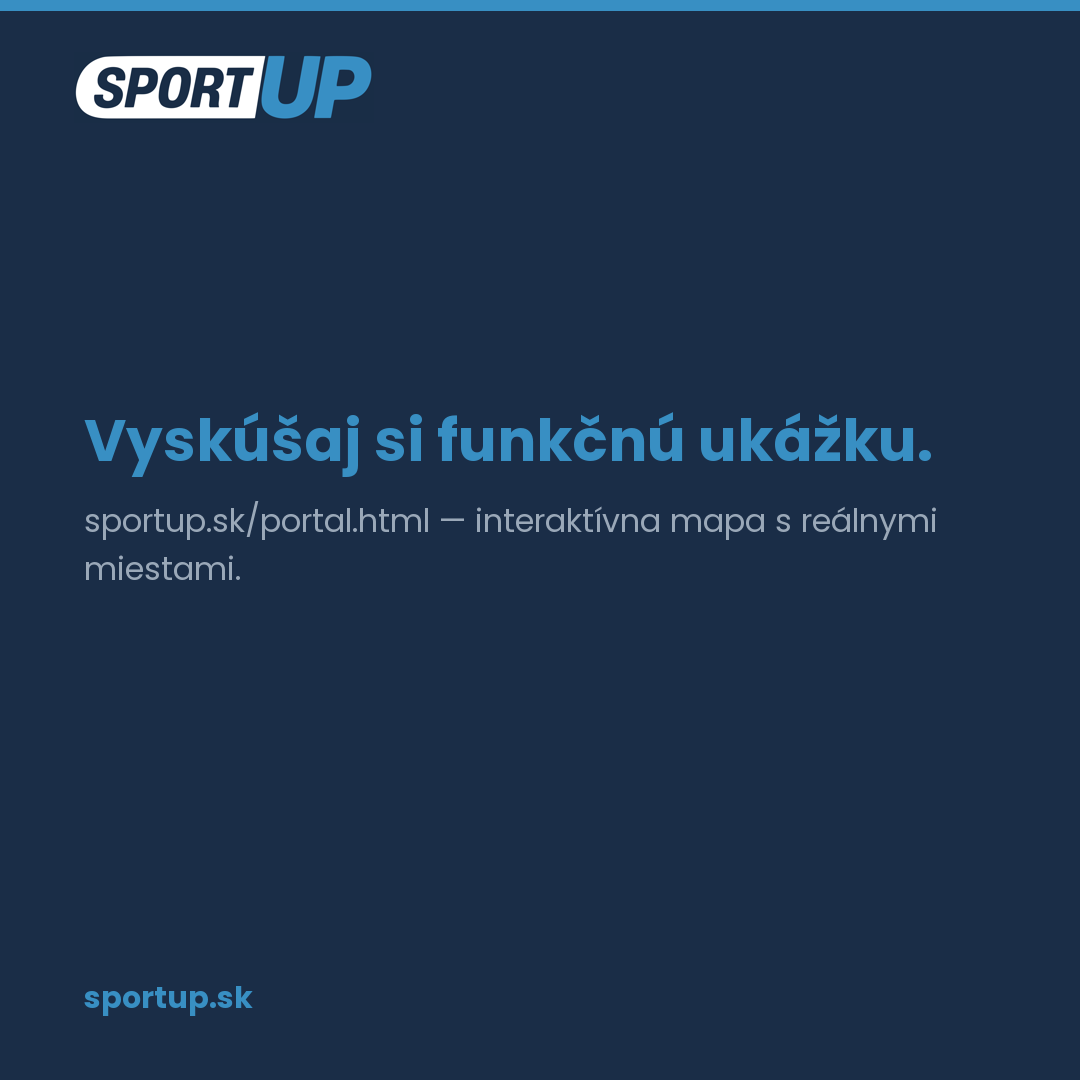 SPORTUP
Vyskúšaj si funkčnú ukážku.
sportup.sk/portal.html — interaktívna mapa s reálnymi
miestami.
sportup.sk